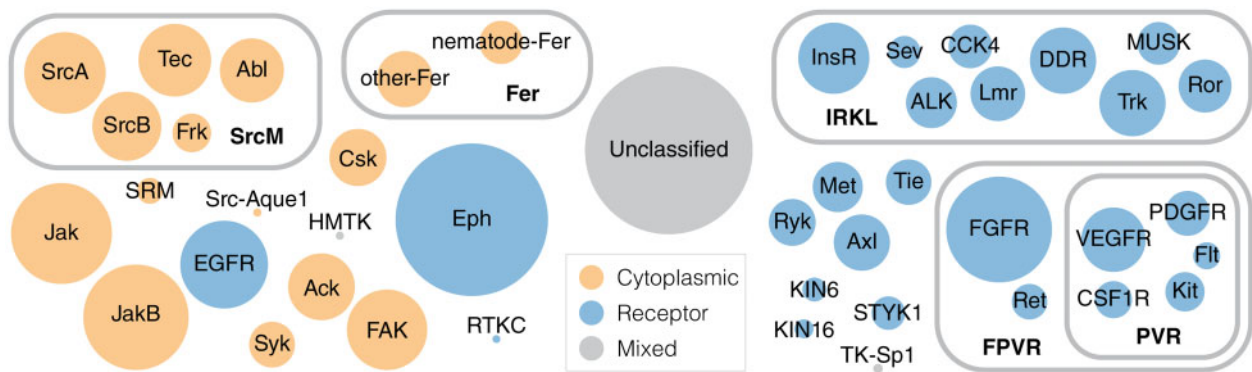 SrcA
Tec
Abl
SrcB
Frk
SrcM
nematode-Fer
other-Fer
Fer
Unclassified
InsR
Sev
CCK4
DDR
MUSK
ALK
Lmr
Trk
Ror
IRKL
SRM
Src-Aque1
HMTK
Csk
Jak
EGFR
Eph
JakB
Ack
Syk
FAK
RTKC
Cytoplasmic
Receptor
Mixed
Met
Tie
Ryk
Axl
KIN6
STYK1
KIN16
TK-Sp1
FGFR
Ret
FPVR
VEGFR
PDGFR
Flt
CSF1R
Kit
PVR